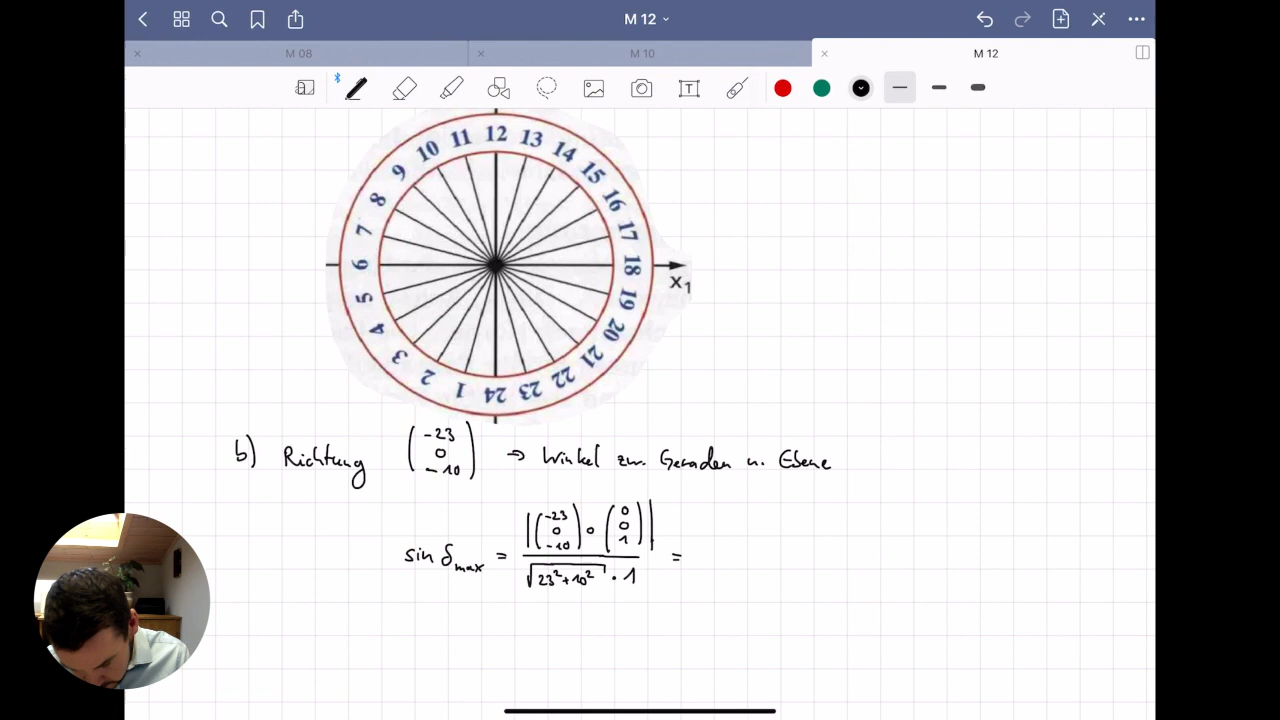 M 12
M 08
M 10
M 12
T
12 13 14 15 16 17 18 19 20 21 22 23 24 1 2 3 4 5 6 7 8 9 10 11
x₁
b) Richtung (-23 0 -10) → Winkel zw. Geraden u. Ebene
sin δmax = |(-23 0 -10) ∘ (0 0 1)| / √(23² + 10²) · 1 =